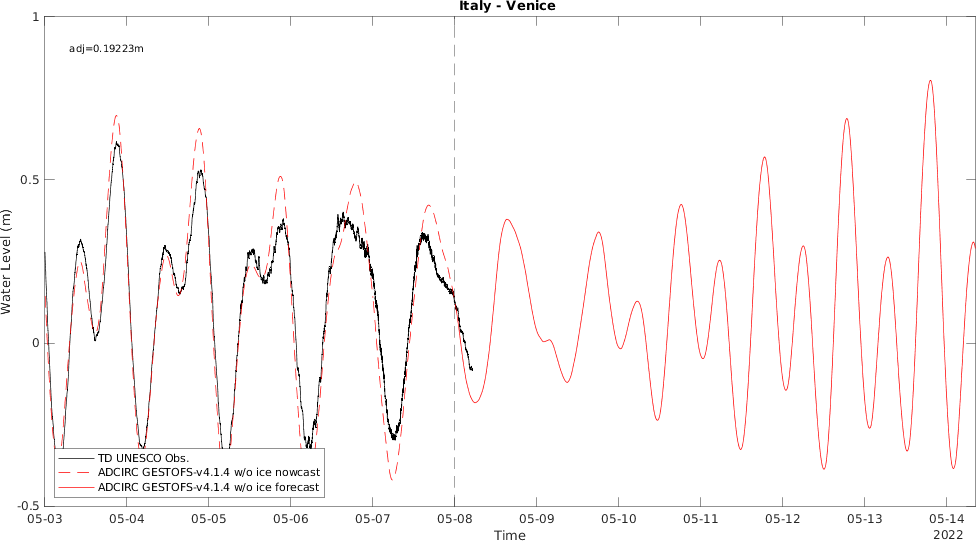 Italy - Venice
adj=0.19223m
Water Level (m)
1
0.5
0
-0.5
TD UNESCO Obs.
ADCIRC GESTOFS-v4.1.4 w/o ice nowcast
ADCIRC GESTOFS-v4.1.4 w/o ice forecast
05-03 05-04 05-05 05-06 05-07 05-08 05-09 05-10 05-11 05-12 05-13 05-14
Time
2022